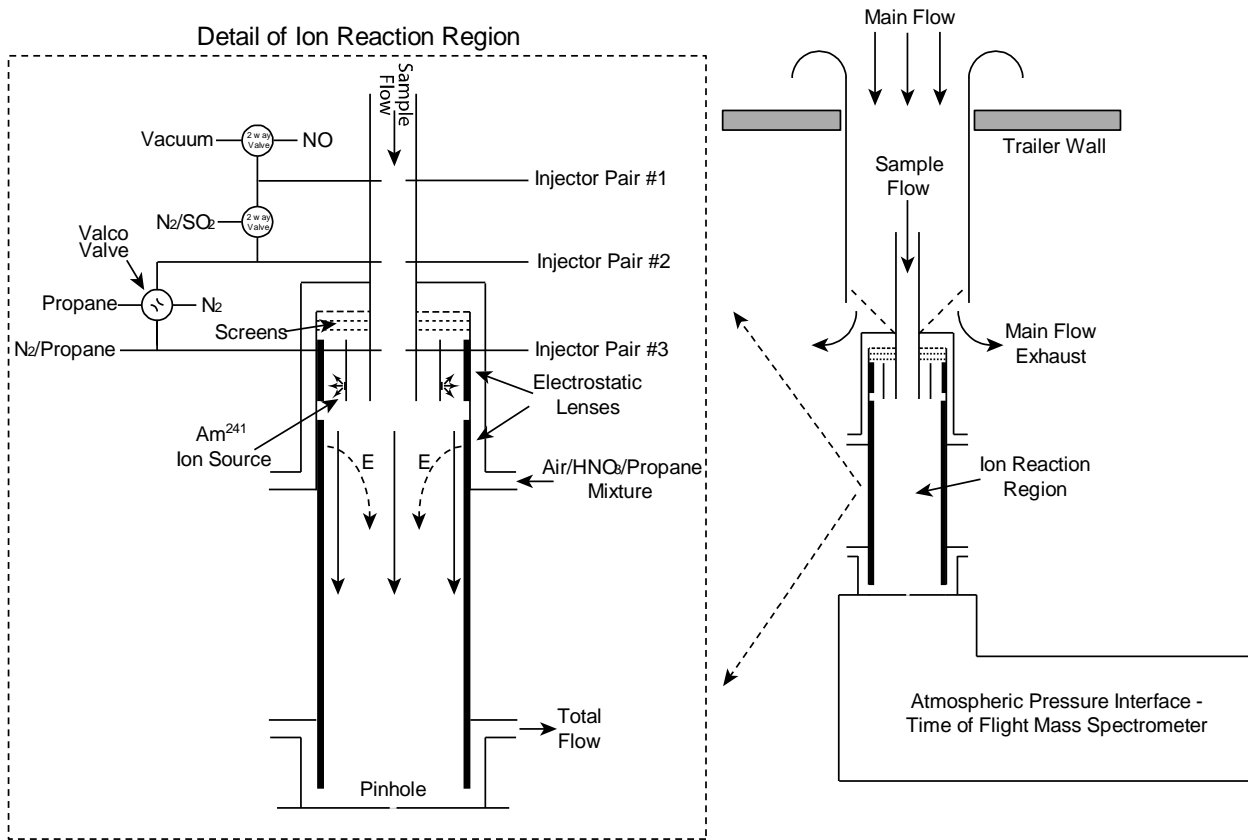 Detail of Ion Reaction Region
Sample
Flow
Vacuum
2 way
Valve
NO
Injector Pair #1
N2/SO2
2 way
Valve
Valco
Valve
Injector Pair #2
Propane
N2
Screens
N2/Propane
Injector Pair #3
Electrostatic
Lenses
Am241
Ion Source
E
E
Air/HNO3/Propane
Mixture
Total
Flow
Pinhole
Main Flow
Trailer Wall
Sample
Flow
Main Flow
Exhaust
Ion Reaction
Region
Atmospheric Pressure Interface -
Time of Flight Mass Spectrometer